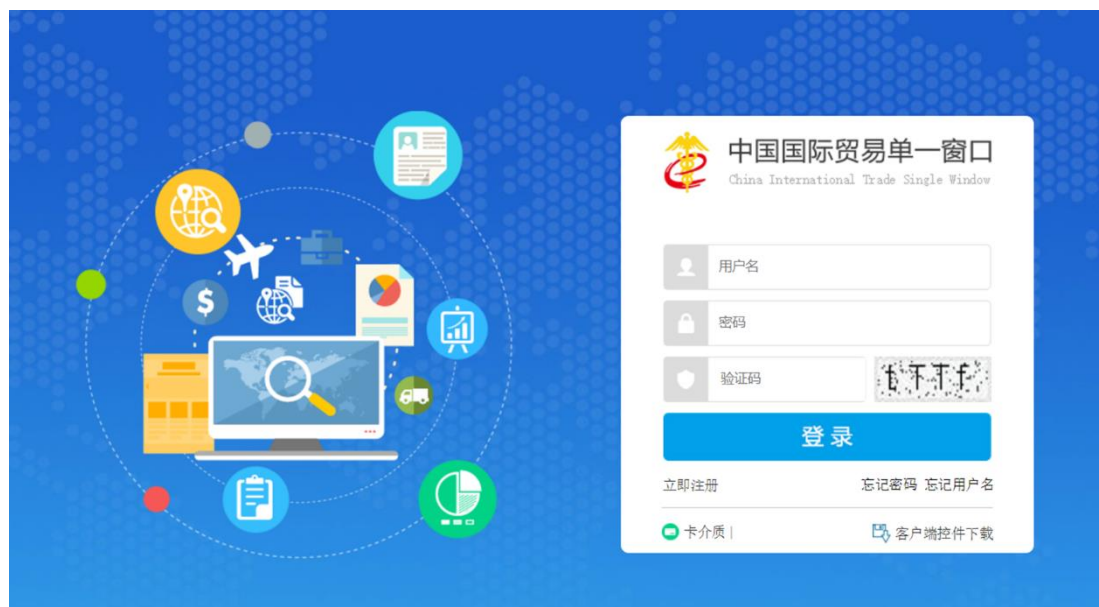 中国国际贸易单一窗口
China International Trade Single Window
用户名
密码
验证码
登录
立即注册 忘记密码 忘记用户名
卡介质 | 客户端控件下载